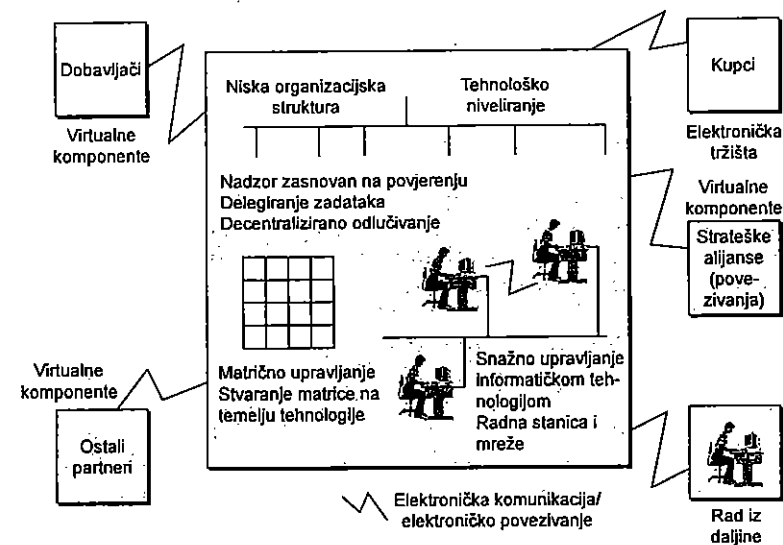 Dobavljači
Virtualne
komponente
Niska organizacijska
struktura
Tehnološko
niveliranje
Kupci
Elektronička
tržišta
Nadzor zasnovan na povjerenju
Delegiranje zadataka
Decentralizirano odlučivanje
Virtualne
komponente
Strateške
alijanse
(pove-
zivanja)
Matrično upravljanje
Stvaranje matrice na
temelju tehnologije
Snažno upravljanje
informatičkom teh-
nologijom
Radna stanica i
mreže
Virtualne
komponente
Ostali
partneri
Rad iz
daljine
Elektronička komunikacija/
elektroničko povezivanje